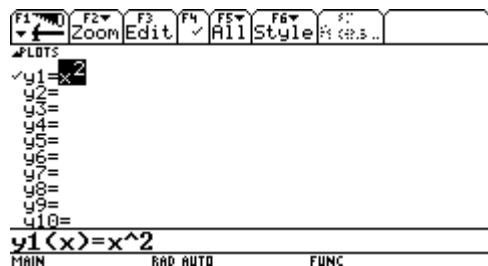 F1 F2 Zoom F3 Edit F4 ✓ F5 All F6 Style
PLOTS
✓y1=x²
y2=
y3=
y4=
y5=
y6=
y7=
y8=
y9=
y10=
y1(x)=x^2
MAIN RAD AUTO FUNC